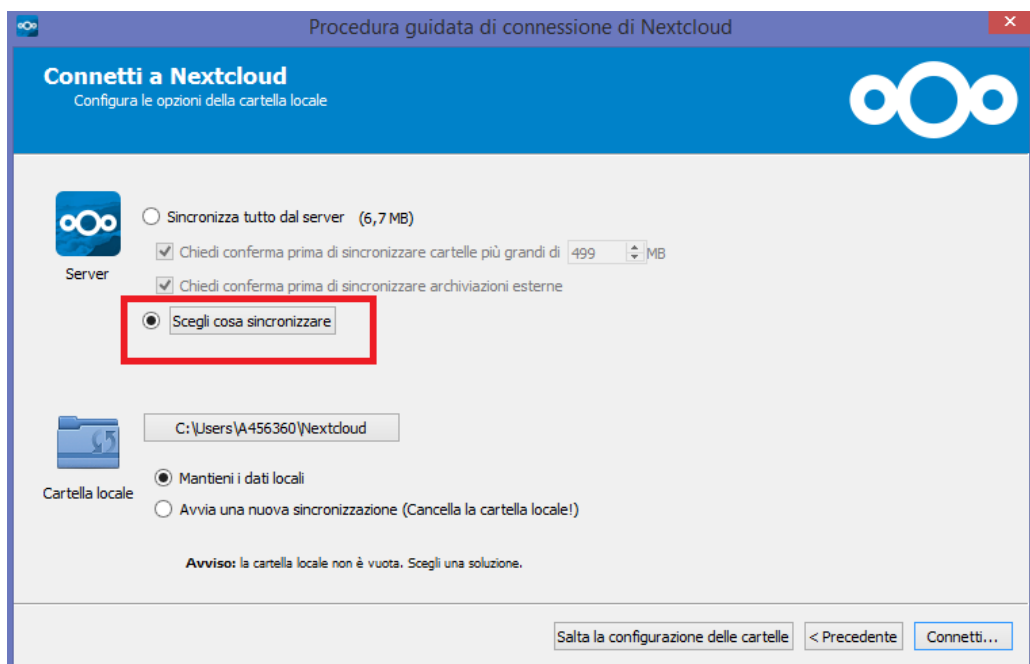 Procedura guidata di connessione di Nextcloud
Connetti a Nextcloud
Configura le opzioni della cartella locale
Sincronizza tutto dal server (6,7 MB)
Chiedi conferma prima di sincronizzare cartelle più grandi di 499 MB
Server
Chiedi conferma prima di sincronizzare archiviazioni esterne
Scegli cosa sincronizzare
C:\Users\A456360\Nextcloud
Mantieni i dati locali
Cartella locale
Avvia una nuova sincronizzazione (Cancella la cartella locale!)
Avviso: la cartella locale non è vuota. Scegli una soluzione.
Salta la configurazione delle cartelle < Precedente Connetti...